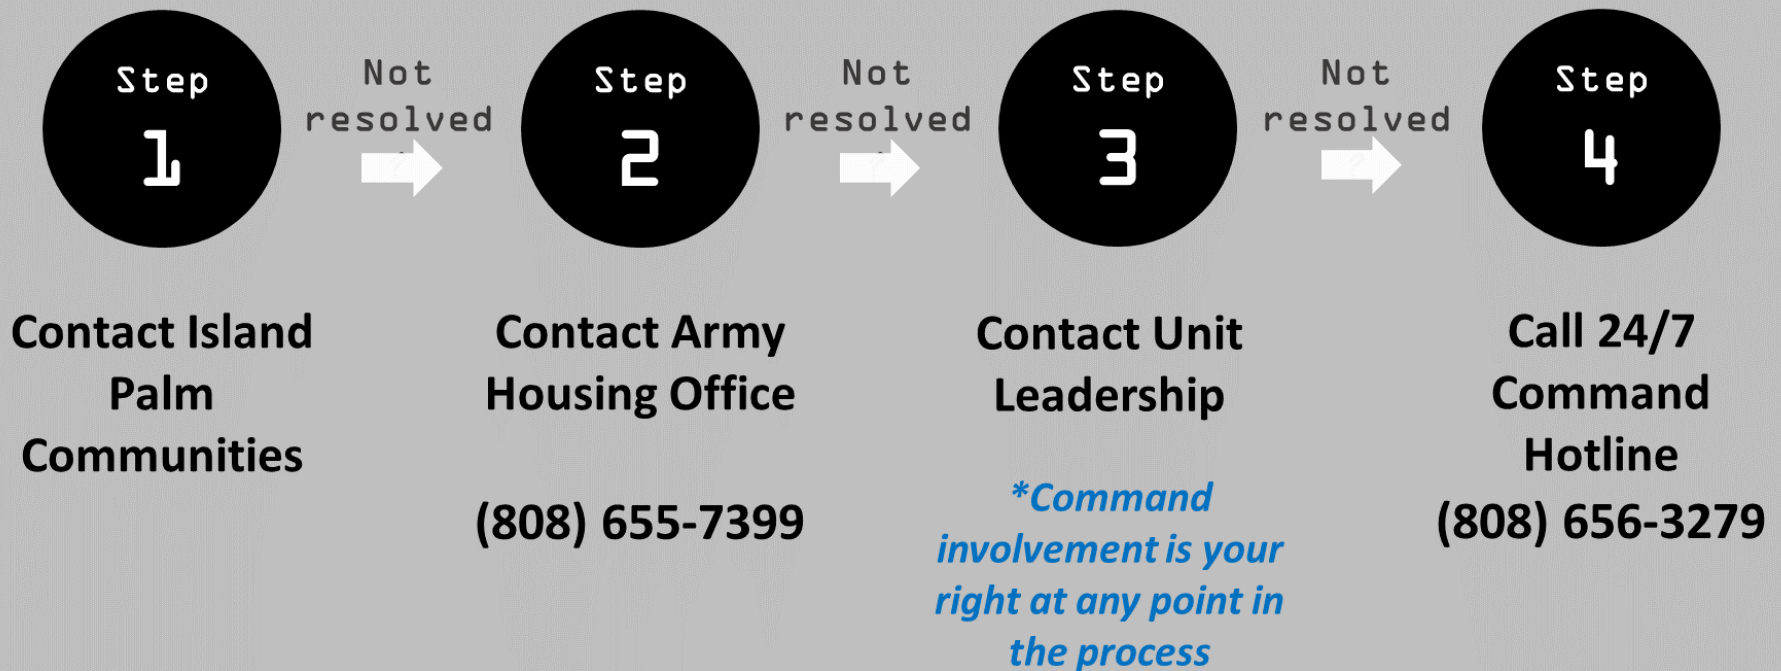 Step
1
Not
resolved
?
Step
2
Not
resolved
?
Step
3
Not
resolved
?
Step
4
Contact Island
Palm
Communities
Contact Army
Housing Office
(808) 655-7399
Contact Unit
Leadership
*Command
involvement is your
right at any point in
the process
Call 24/7
Command
Hotline
(808) 656-3279